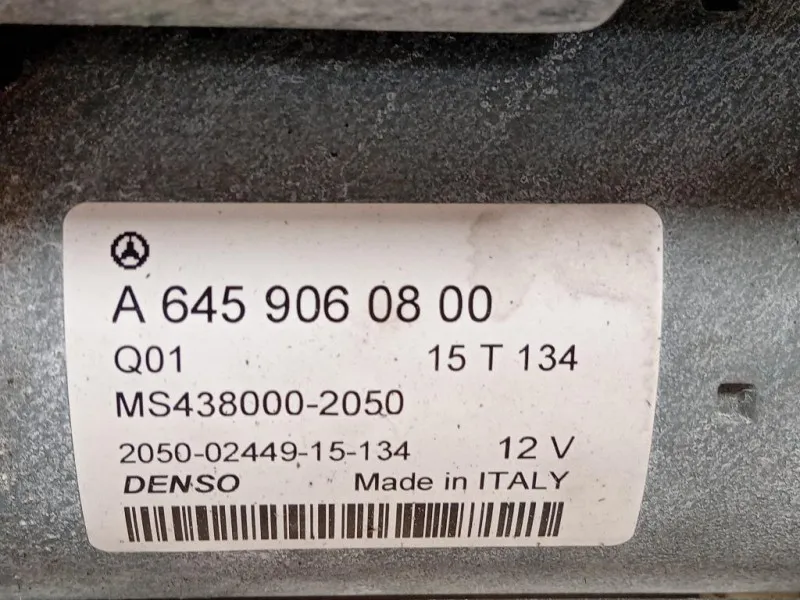 A 645 906 08 00
Q01 15 T 134
MS438000-2050
2050-02449-15-134 12 V
DENSO Made in ITALY